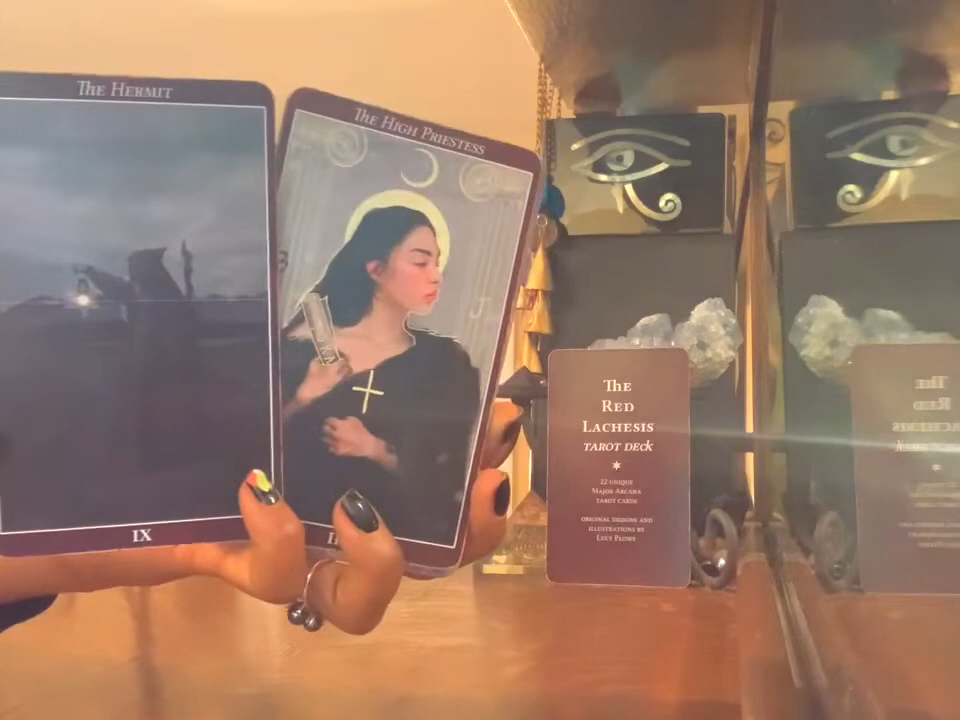 The Hermit
IX
The High Priestess
J
The
Red
Lachesis
Tarot Deck
22 unique
Major Arcana
tarot cards
Original designs and
illustrations by